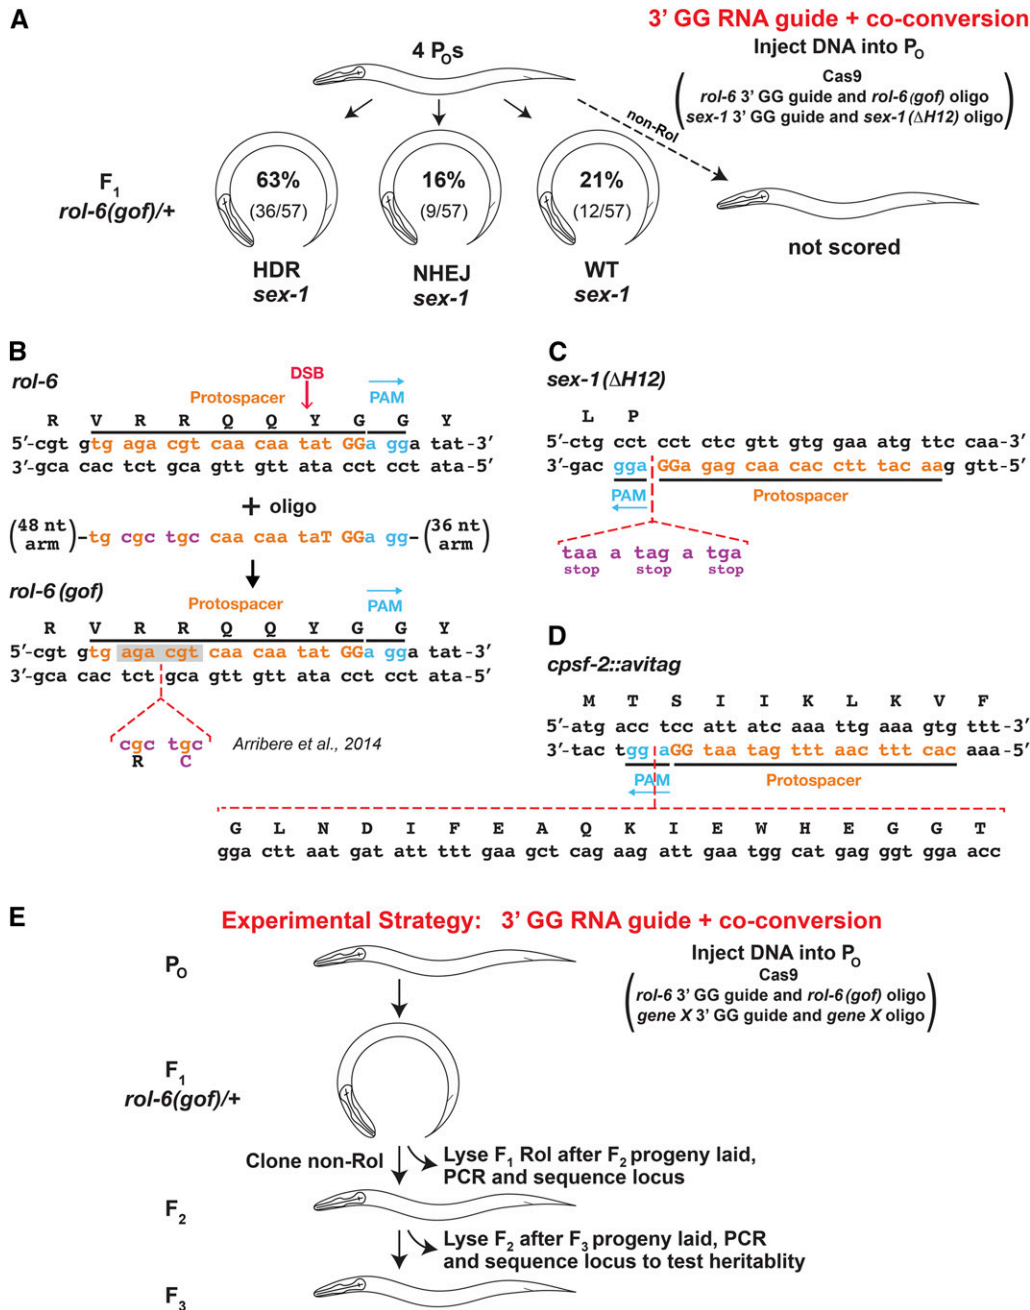 A
3' GG RNA guide + co-conversion
Inject DNA into PO
4 POs
Cas9
rol-6 3' GG guide and rol-6(gof) oligo
sex-1 3' GG guide and sex-1(ΔH12) oligo
non-Rol
F1
rol-6(gof)/+
63% 16% 21%
(36/57) (9/57) (12/57)
not scored
HDR NHEJ WT
sex-1 sex-1 sex-1
B
rol-6
DSB
Protospacer PAM
R V R R Q Q Y G G Y
5'-cgt gtg agacgt caa caa tat GGa gga tat-3'
3'-gca cac tct gca gtt gtt ata cct cct ata-5'
+ oligo
(48 nt arm)-tg cgc tgc caa caa taT GGa gg-(36 nt arm)
rol-6 (gof)
Protospacer PAM
R V R R Q Q Y G G Y
5'-cgt gtg aga cgt caa caa tat GGa gga tat-3'
3'-gca cac tct gca gtt gtt ata cct cct ata-5'
cgc tgc
R C
Arribere et al., 2014
C
sex-1(ΔH12)
L P
5'-ctg cct ccc ctc gtt gtg gaa atg ttc caa-3'
3'-gac gga GGa gag caa cac ctt tac aag gtt-5'
PAM Protospacer
taa a tag a tga
stop stop stop
D
cpsf-2::avitag
M T S I I K L K V F
5'-atg acc tcc att atc aaa ttg aaa gtg ttt-3'
3'-tac tgg aGG taa tag ttt aac ttt cac aaa-5'
PAM Protospacer
G L N D I F E A Q K I E W H E G G T
gga ctt aat gat att ttt gaa gct cag aag att gaa tgg cat gag ggt gga acc
E
Experimental Strategy: 3' GG RNA guide + co-conversion
PO
Inject DNA into PO
Cas9
rol-6 3' GG guide and rol-6(gof) oligo
gene X 3' GG guide and gene X oligo
F1
rol-6(gof)/+
Clone non-Rol
Lyse F1 Rol after F2 progeny laid,
PCR and sequence locus
F2
Lyse F2 after F3 progeny laid, PCR
and sequence locus to test heritablity
F3